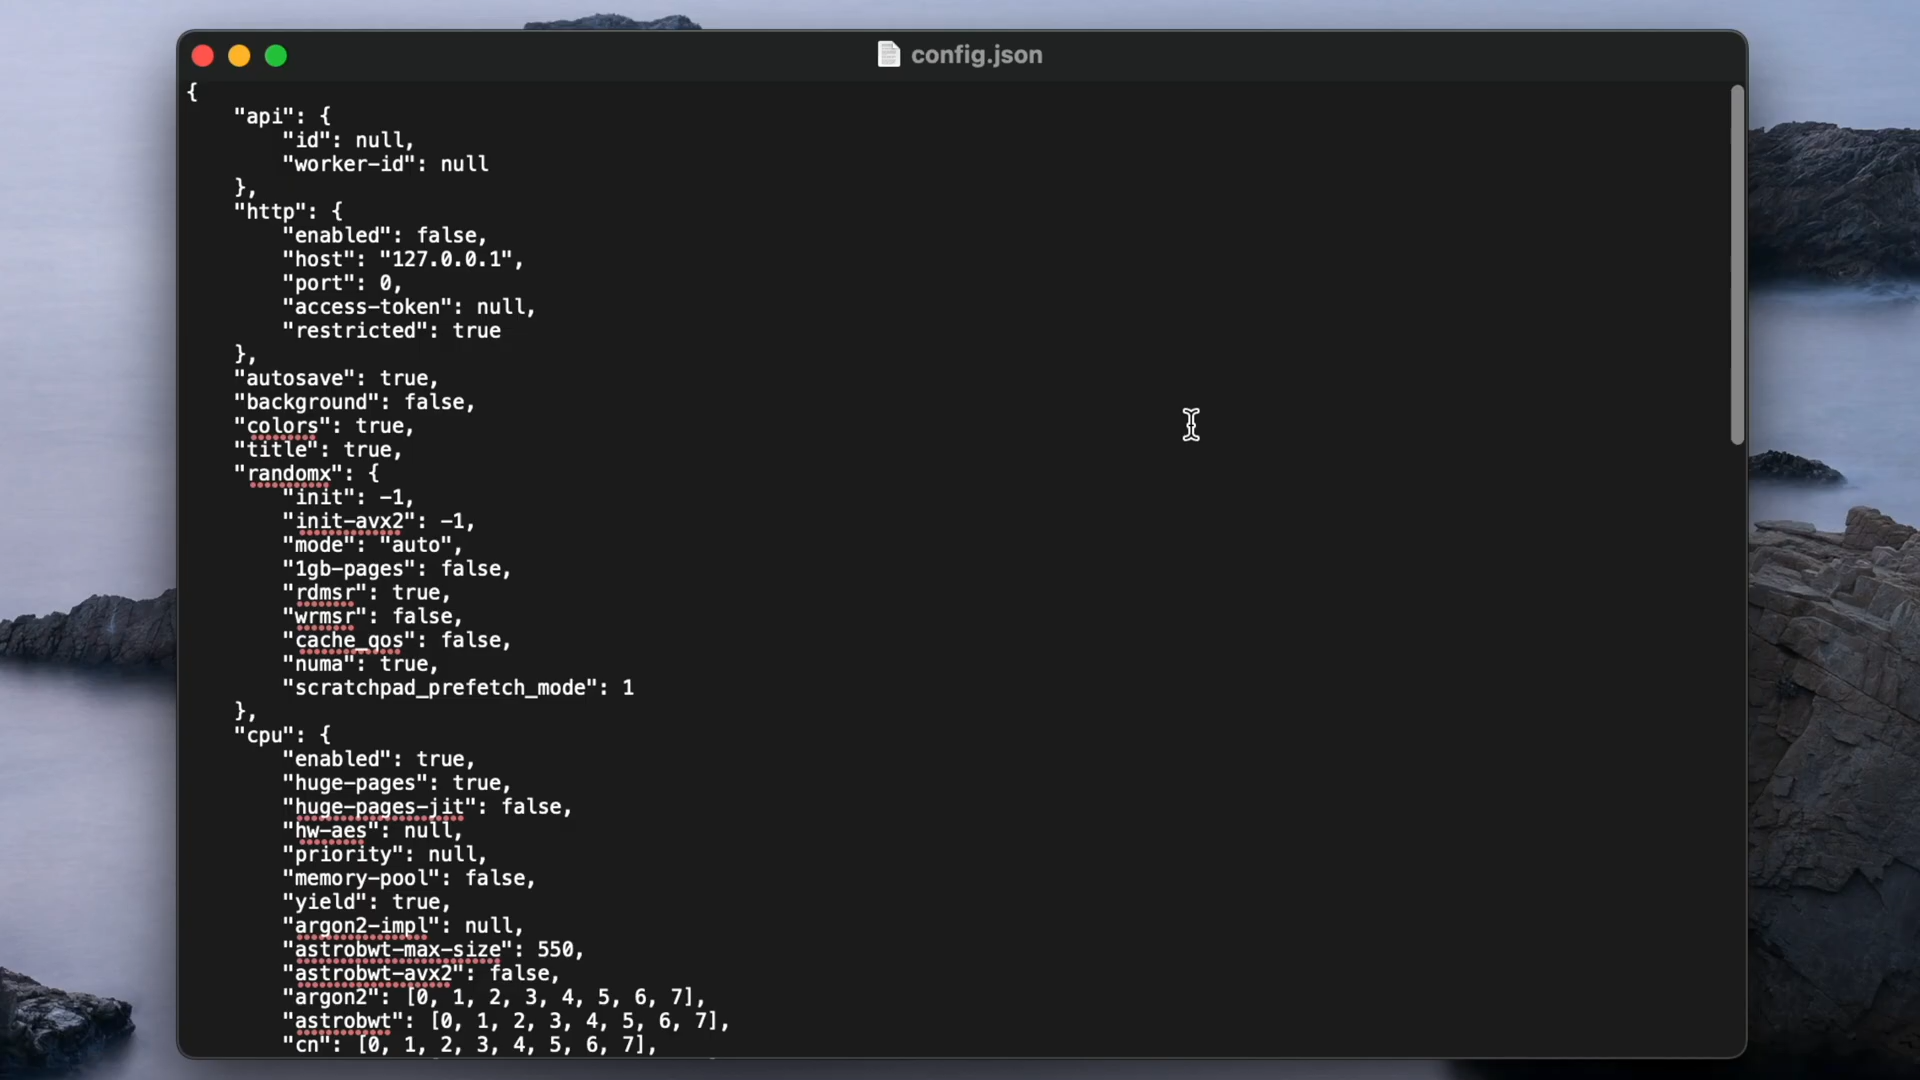 config.json
{
"api": {
"id": null,
"worker-id": null
},
"http": {
"enabled": false,
"host": "127.0.0.1",
"port": 0,
"access-token": null,
"restricted": true
},
"autosave": true,
"background": false,
"colors": true,
"title": true,
"randomx": {
"init": -1,
"init-avx2": -1,
"mode": "auto",
"1gb-pages": false,
"rdmsr": true,
"wrmsr": false,
"cache_qos": false,
"numa": true,
"scratchpad_prefetch_mode": 1
},
"cpu": {
"enabled": true,
"huge-pages": true,
"huge-pages-jit": false,
"hw-aes": null,
"priority": null,
"memory-pool": false,
"yield": true,
"argon2-impl": null,
"astrobwt-max-size": 550,
"astrobwt-avx2": false,
"argon2": [0, 1, 2, 3, 4, 5, 6, 7],
"astrobwt": [0, 1, 2, 3, 4, 5, 6, 7],
"cn": [0, 1, 2, 3, 4, 5, 6, 7],